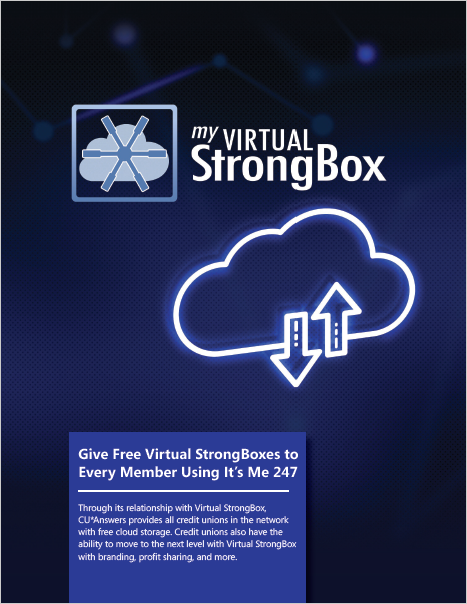 my VIRTUAL
StrongBox
Give Free Virtual StrongBoxes to
Every Member Using It's Me 247
Through its relationship with Virtual StrongBox,
CU*Answers provides all credit unions in the network
with free cloud storage. Credit unions also have the
ability to move to the next level with Virtual StrongBox
with branding, profit sharing, and more.